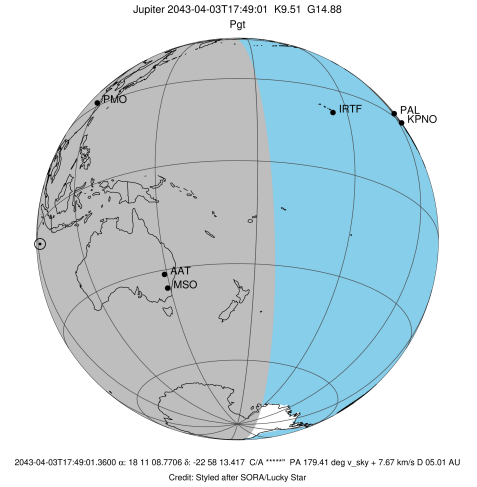 Jupiter 2043-04-03T17:49:01 K9.51 G14.88
Pgt
PMO
IRTF
PAL
KPNO
AAT
MSO
2043-04-03T17:49:01.3600 α: 18 11 08.7706 δ: -22 58 13.417 C/A *****" PA 179.41 deg v_sky + 7.67 km/s D 05.01 AU
Credit: Styled after SORA/Lucky Star